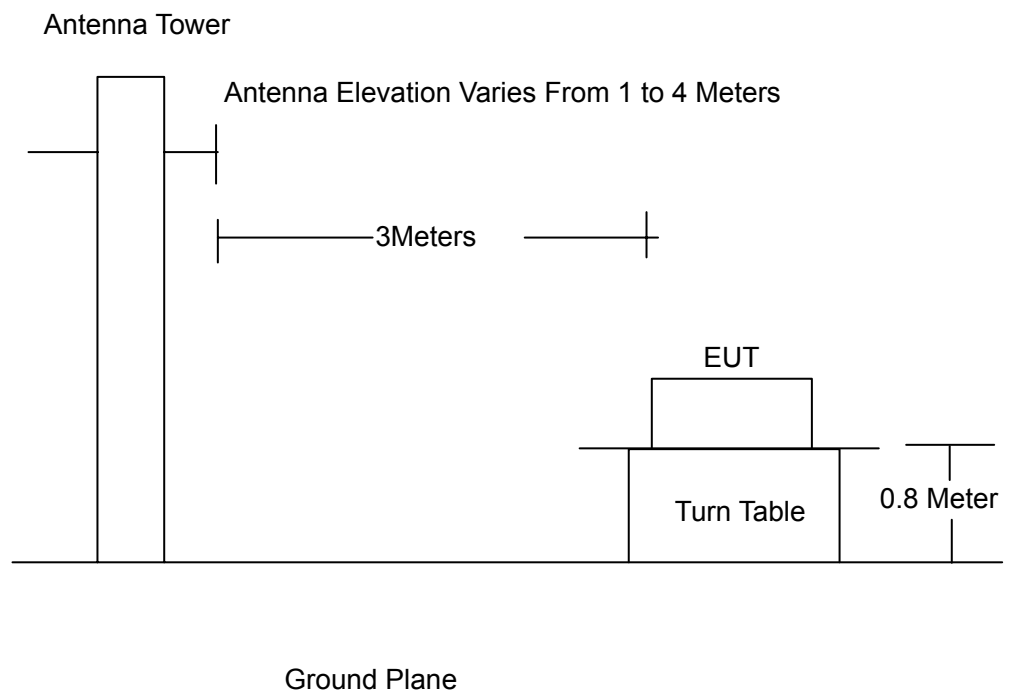 Antenna Tower
Antenna Elevation Varies From 1 to 4 Meters
3Meters
EUT
0.8 Meter
Turn Table
Ground Plane